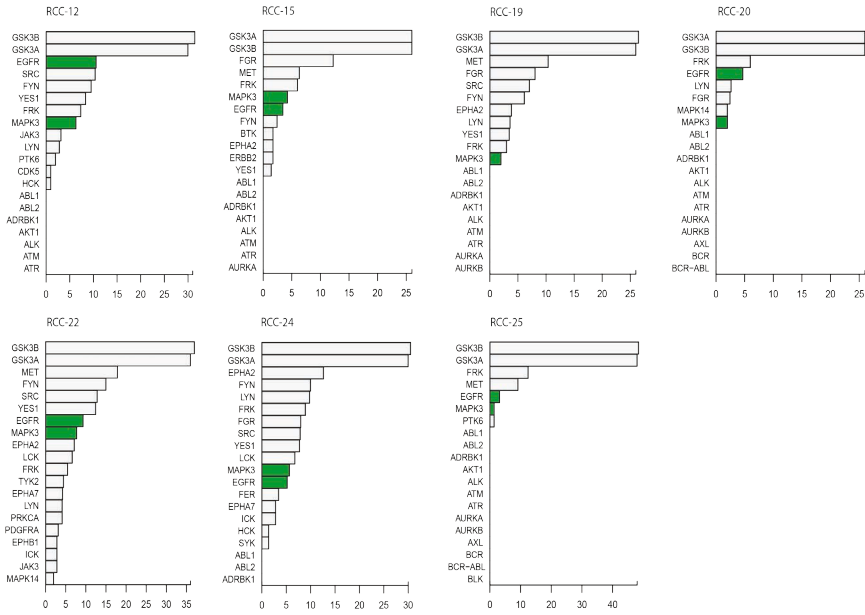 RCC-12
GSK3B
GSK3A
EGFR
SRC
FYN
YES1
FRK
MAPK3
JAK3
LYN
PTK6
CDK5
HCK
ABL1
ABL2
ADRBK1
AKT1
ALK
ATM
ATR
0 5 10 15 20 25 30
RCC-15
GSK3A
GSK3B
FGR
MET
FRK
MAPK3
EGFR
FYN
BTK
EPHA2
ERBB2
YES1
ABL1
ABL2
ADRBK1
AKT1
ALK
ATM
ATR
AURKA
0 5 10 15 20 25
RCC-19
GSK3B
GSK3A
MET
FGR
SRC
FYN
EPHA2
LYN
YES1
FRK
MAPK3
ABL1
ABL2
ADRBK1
AKT1
ALK
ATM
ATR
AURKA
AURKB
0 5 10 15 20 25
RCC-20
GSK3A
GSK3B
FRK
EGFR
LYN
FGR
MAPK14
MAPK3
ABL1
ABL2
ADRBK1
AKT1
ALK
ATM
ATR
AURKA
AURKB
AXL
BCR
BCR-ABL
0 5 10 15 20 25
RCC-22
GSK3B
GSK3A
MET
FYN
SRC
YES1
EGFR
MAPK3
EPHA2
LCK
FRK
TYK2
EPHA7
LYN
PRKCA
PDGFRA
EPHB1
ICK
JAK3
MAPK14
0 5 10 15 20 25 30 35
RCC-24
GSK3B
GSK3A
EPHA2
FYN
LYN
FRK
FGR
SRC
YES1
LCK
MAPK3
EGFR
FER
EPHA7
ICK
HCK
SYK
ABL1
ABL2
ADRBK1
0 5 10 15 20 25 30
RCC-25
GSK3B
GSK3A
FRK
MET
EGFR
MAPK3
PTK6
ABL1
ABL2
ADRBK1
AKT1
ALK
ATM
ATR
AURKA
AURKB
AXL
BCR
BCR-ABL
BLK
0 10 20 30 40